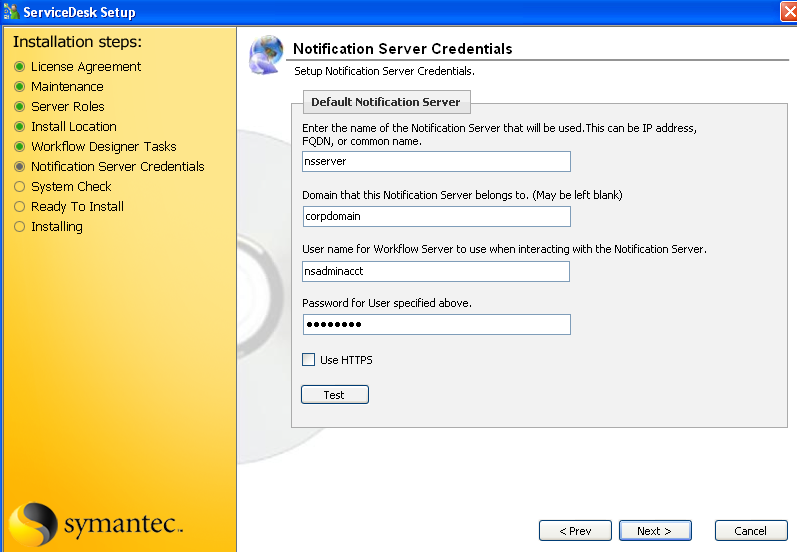 ServiceDesk Setup
Installation steps:
License Agreement
Maintenance
Server Roles
Install Location
Workflow Designer Tasks
Notification Server Credentials
System Check
Ready To Install
Installing
symantec.
Notification Server Credentials
Setup Notification Server Credentials.
Default Notification Server
Enter the name of the Notification Server that will be used.This can be IP address,
FQDN, or common name.
nsserver
Domain that this Notification Server belongs to. (May be left blank)
corpdomain
User name for Workflow Server to use when interacting with the Notification Server.
nsadminacct
Password for User specified above.
●●●●●●●●
Use HTTPS
Test
< Prev
Next >
Cancel